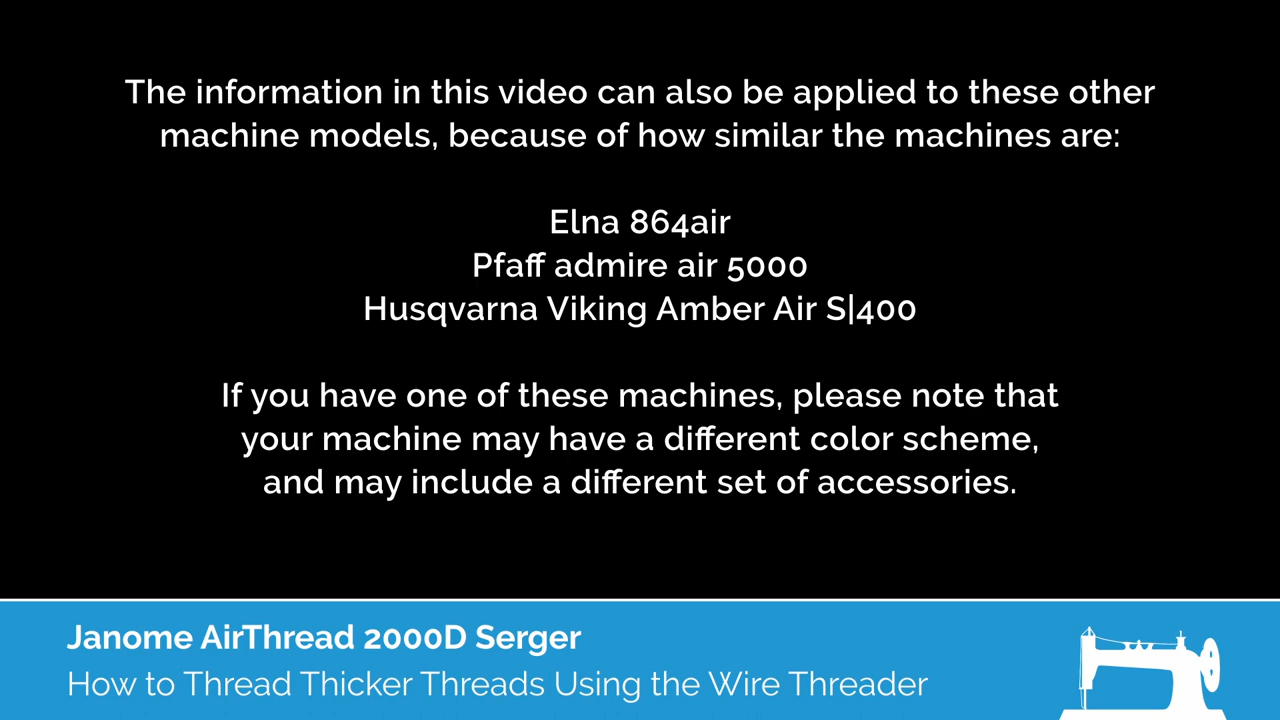 The information in this video can also be applied to these other
machine models, because of how similar the machines are:
Elna 864air
Pfaff admire air 5000
Husqvarna Viking Amber Air S|400
If you have one of these machines, please note that
your machine may have a different color scheme,
and may include a different set of accessories.
Janome AirThread 2000D Serger
How to Thread Thicker Threads Using the Wire Threader